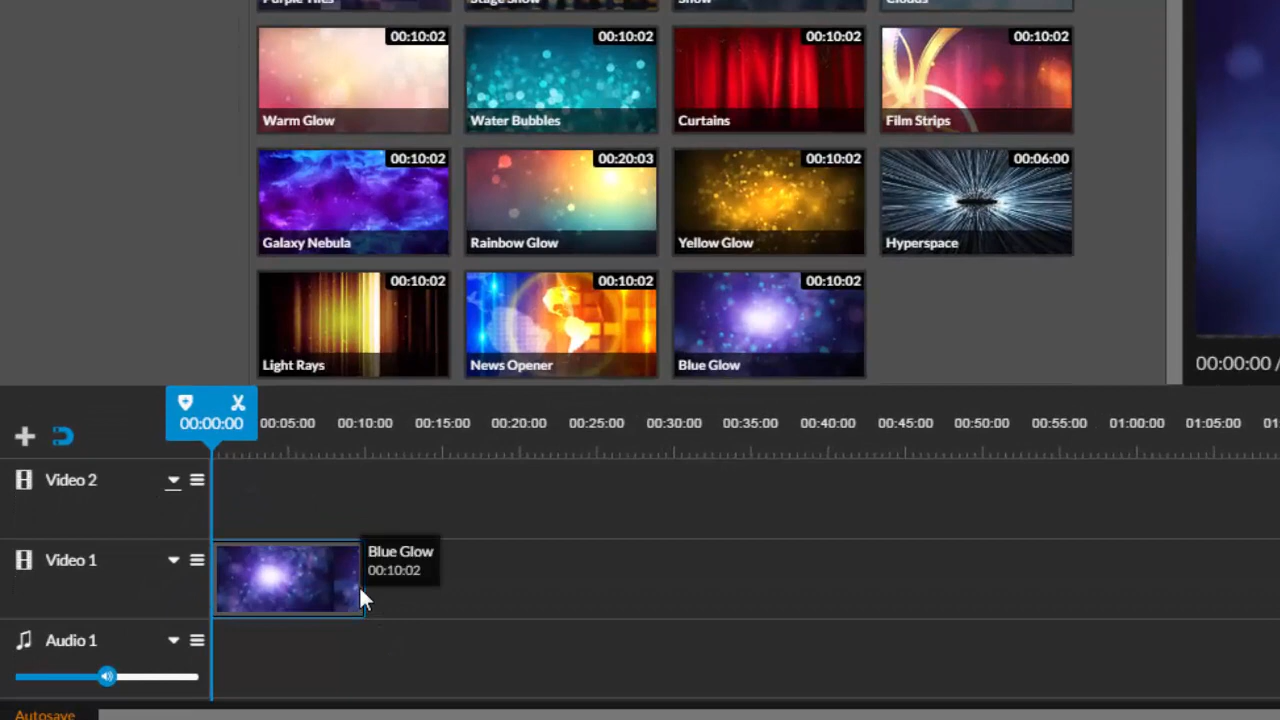 Purple Tiles
Stage Show
Snow
Clouds
00:10:02
00:10:02
00:10:02
00:10:02
Warm Glow
Water Bubbles
Curtains
Film Strips
00:10:02
00:20:03
00:10:02
00:06:00
Galaxy Nebula
Rainbow Glow
Yellow Glow
Hyperspace
00:10:02
00:10:02
00:10:02
Light Rays
News Opener
Blue Glow
00:00:00 /
00:00:00
00:05:00
00:10:00
00:15:00
00:20:00
00:25:00
00:30:00
00:35:00
00:40:00
00:45:00
00:50:00
00:55:00
01:00:00
01:05:00
01
Video 2
Video 1
Blue Glow
00:10:02
Audio 1
Autosave